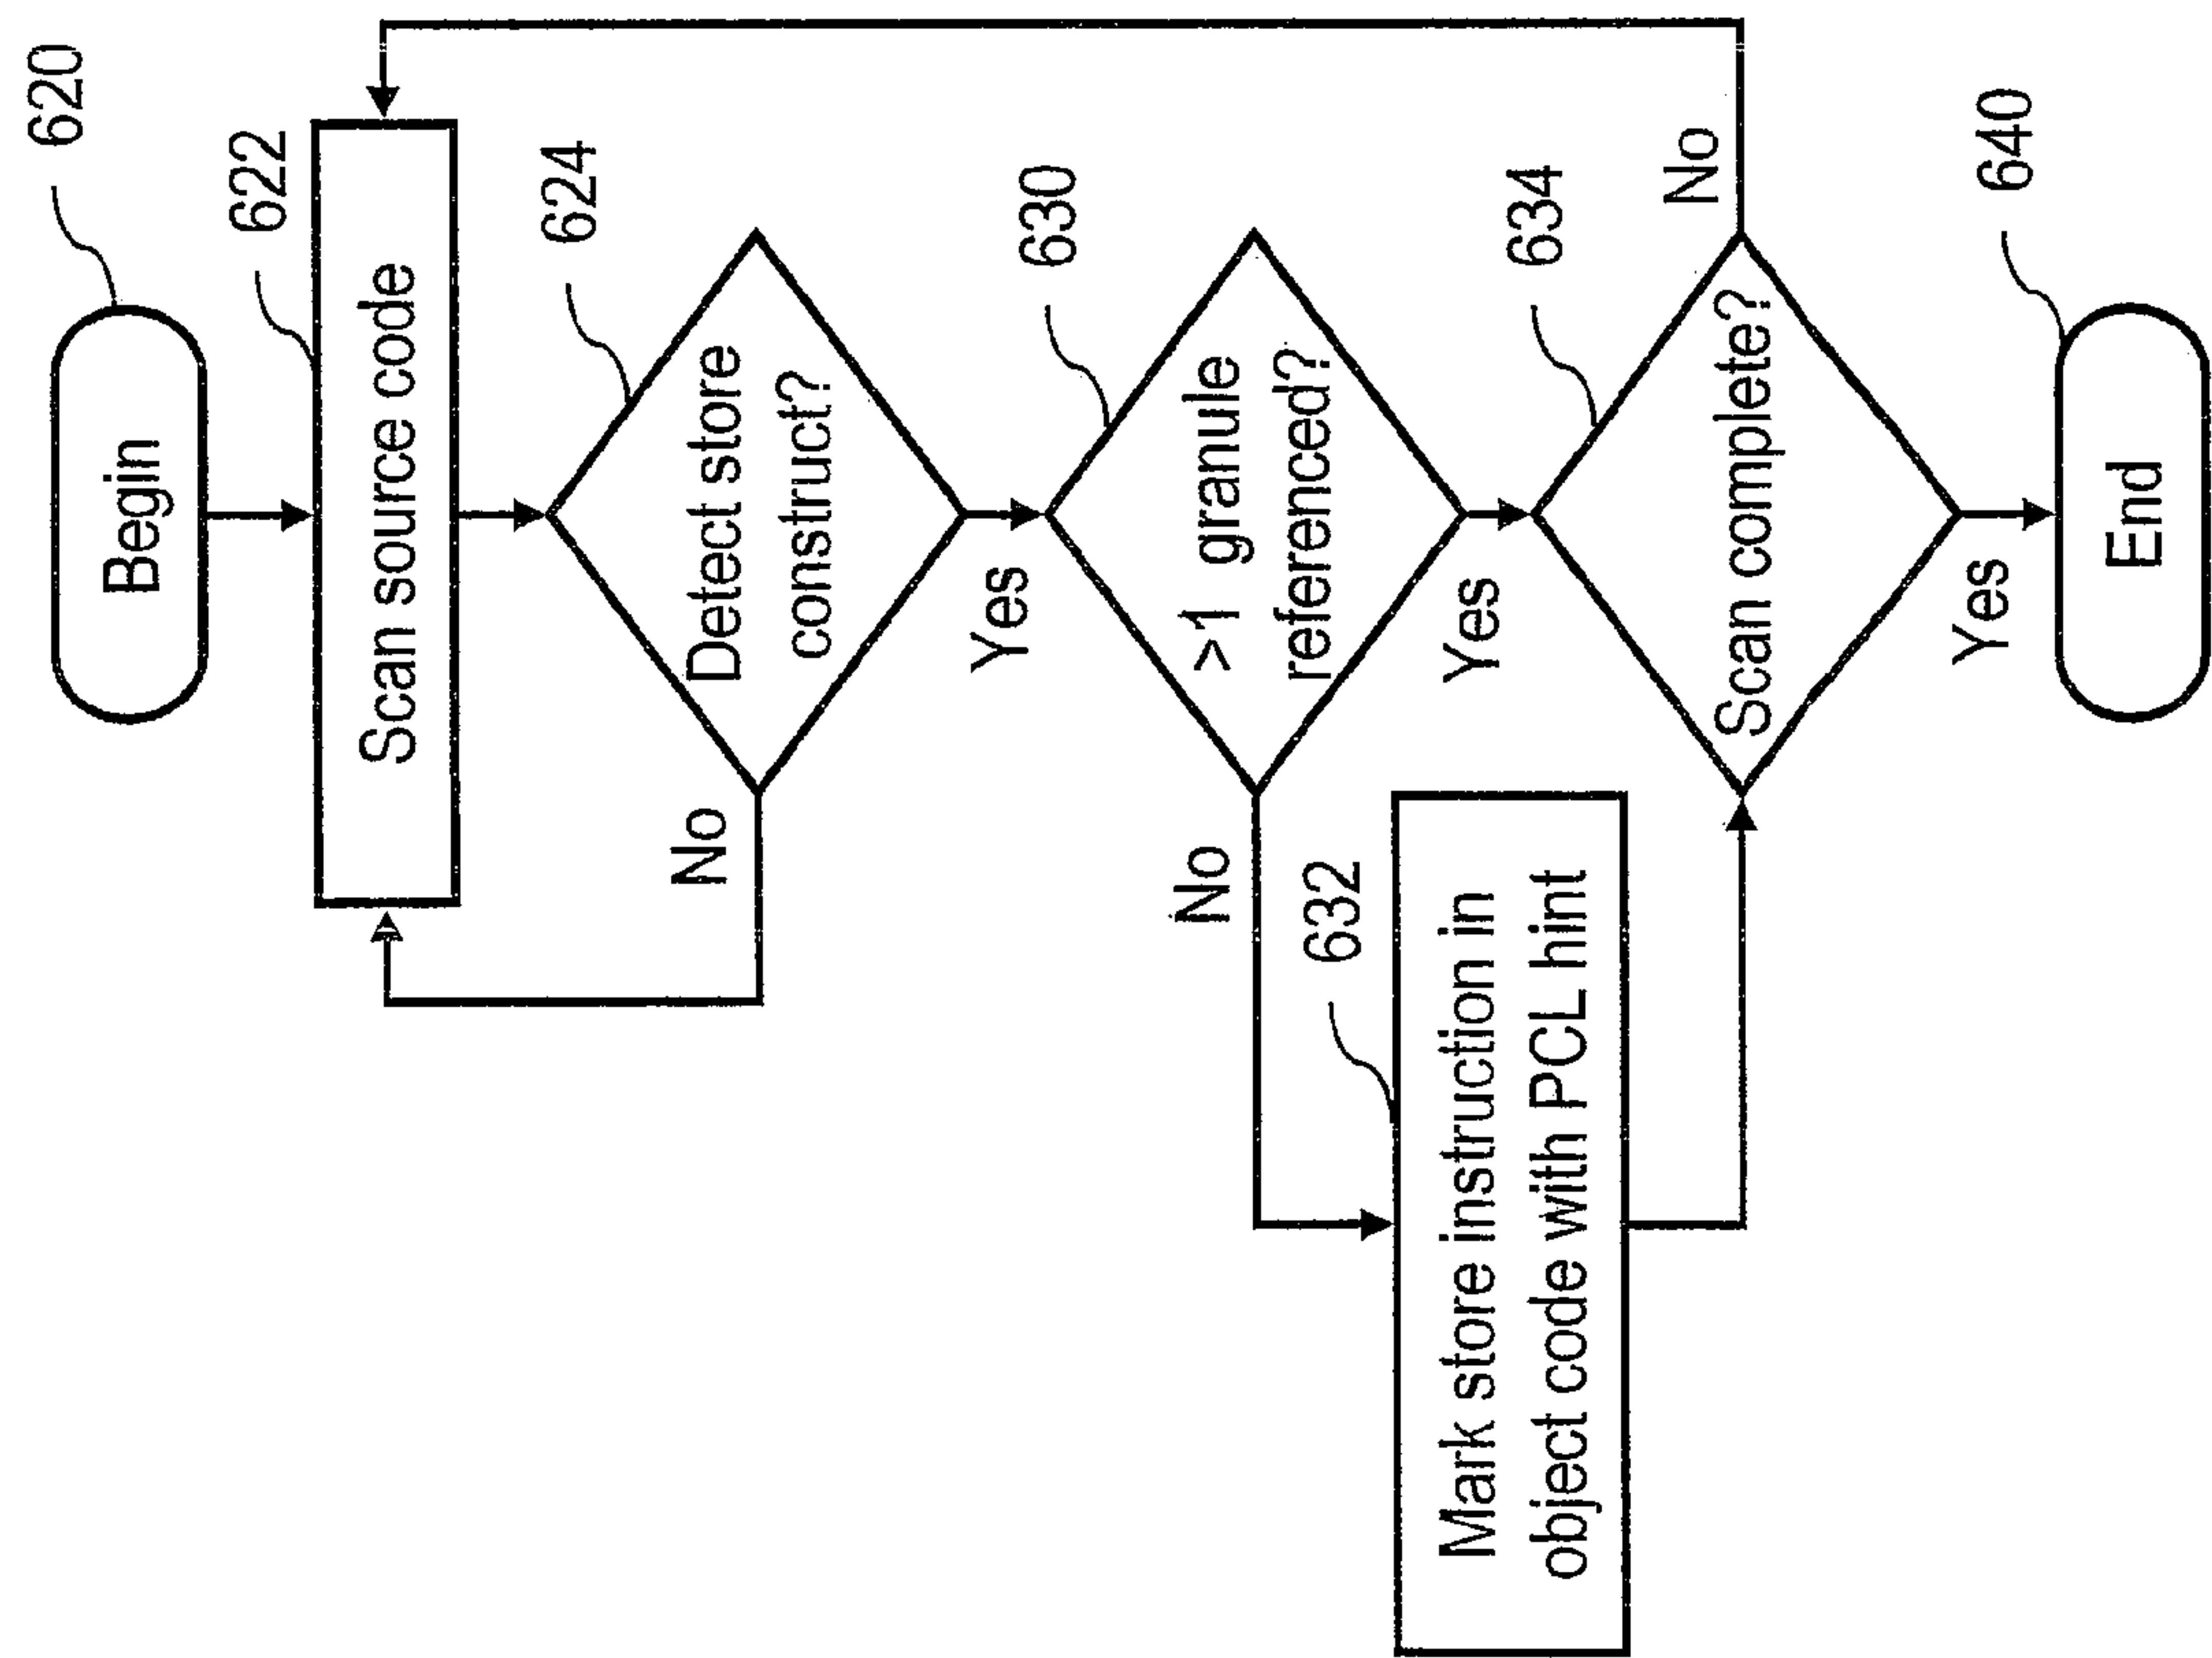 620
Begin
622
Scan source code
624
Detect store
construct?
No
Yes
630
>1 granule
referenced?
No
Yes
632
Mark store instruction in
object code with PCL hint
634
Scan complete?
No
Yes
640
End